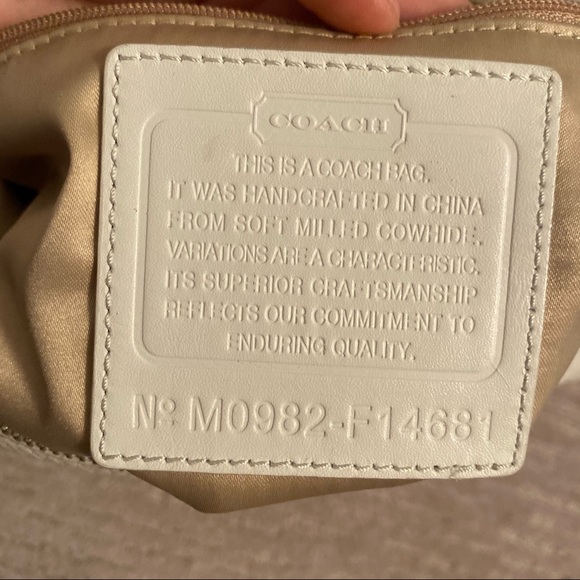 COACH
THIS IS A COACH BAG.
IT WAS HANDCRAFTED IN CHINA
FROM SOFT MILLED COWHIDE.
VARIATIONS ARE A CHARACTERISTIC.
ITS SUPERIOR CRAFTSMANSHIP
REFLECTS OUR COMMITMENT TO
ENDURING QUALITY.
Nº M0982-F14681